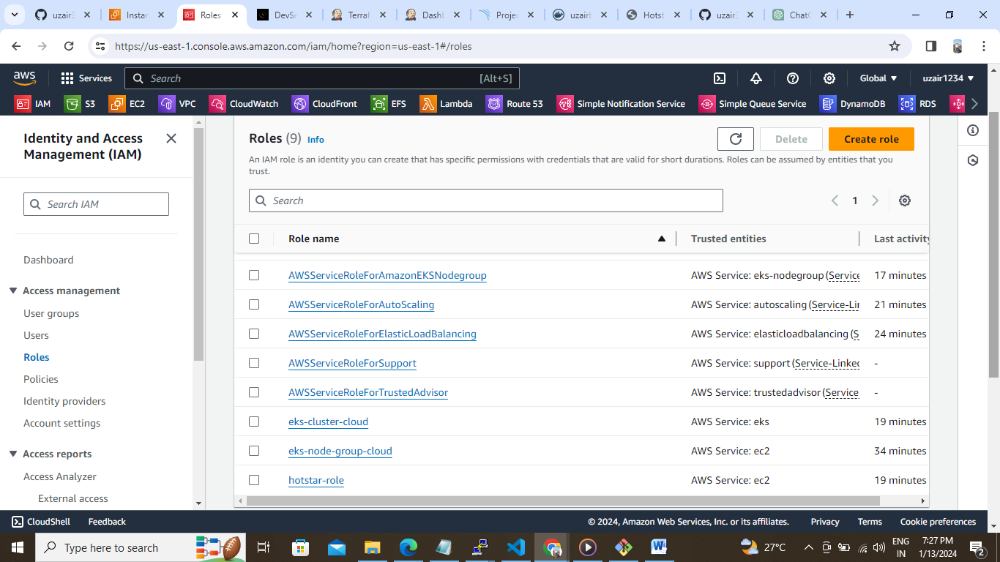 uzair3
Instan
Roles
DevSe
Terraf
Dashb
Projec
uzairb
Hotst
uzair3
ChatG
https://us-east-1.console.aws.amazon.com/iam/home?region=us-east-1#/roles
aws
Services
Search
[Alt+S]
Global
uzair1234
IAM
S3
EC2
VPC
CloudWatch
CloudFront
EFS
Lambda
Route 53
Simple Notification Service
Simple Queue Service
DynamoDB
RDS
Identity and Access
Management (IAM)
Search IAM
Dashboard
Access management
User groups
Users
Roles
Policies
Identity providers
Account settings
Access reports
Access Analyzer
External access
Roles (9) Info
Delete
Create role
An IAM role is an identity you can create that has specific permissions with credentials that are valid for short durations. Roles can be assumed by entities that you
trust.
Search
1
Role name
Trusted entities
Last activity
AWSServiceRoleForAmazonEKSNodegroup
AWS Service: eks-nodegroup (Service
17 minutes
AWSServiceRoleForAutoScaling
AWS Service: autoscaling (Service-Lin
21 minutes
AWSServiceRoleForElasticLoadBalancing
AWS Service: elasticloadbalancing (S
24 minutes
AWSServiceRoleForSupport
AWS Service: support (Service-Linked
-
AWSServiceRoleForTrustedAdvisor
AWS Service: trustedadvisor (Service
-
eks-cluster-cloud
AWS Service: eks
19 minutes
eks-node-group-cloud
AWS Service: ec2
34 minutes
hotstar-role
AWS Service: ec2
19 minutes
CloudShell
Feedback
© 2024, Amazon Web Services, Inc. or its affiliates.
Privacy
Terms
Cookie preferences
Type here to search
27°C
ENG
IN
7:27 PM
1/13/2024
2